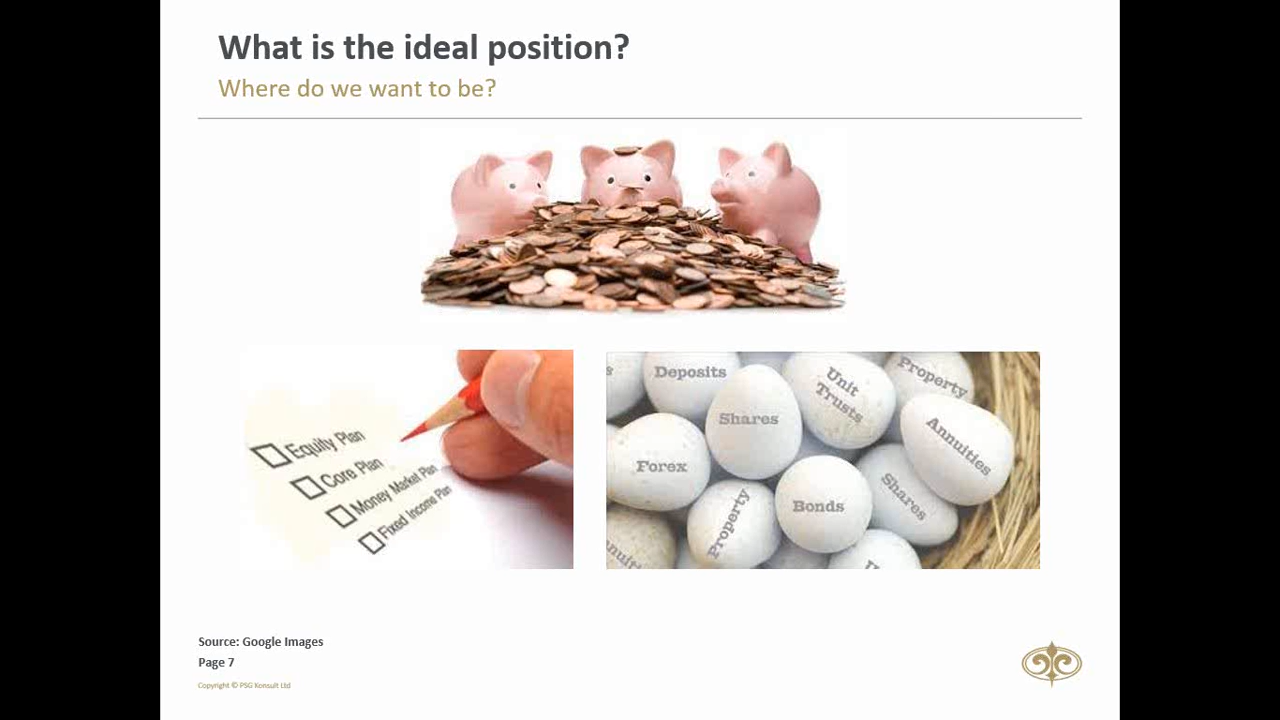 What is the ideal position?
Where do we want to be?
Equity Plan
Core Plan
Money Market Plan
Fixed Income Plan
Deposits
Unit
Trusts
Property
Shares
Annuities
Forex
Bonds
Shares
Property
Source: Google Images
Page 7
Copyright © PSG Konsult Ltd